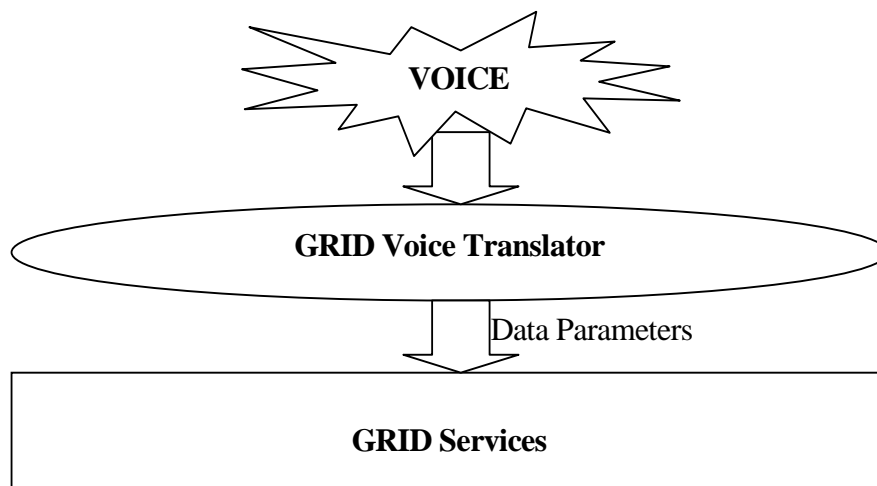 VOICE
GRID Voice Translator
Data Parameters
GRID Services